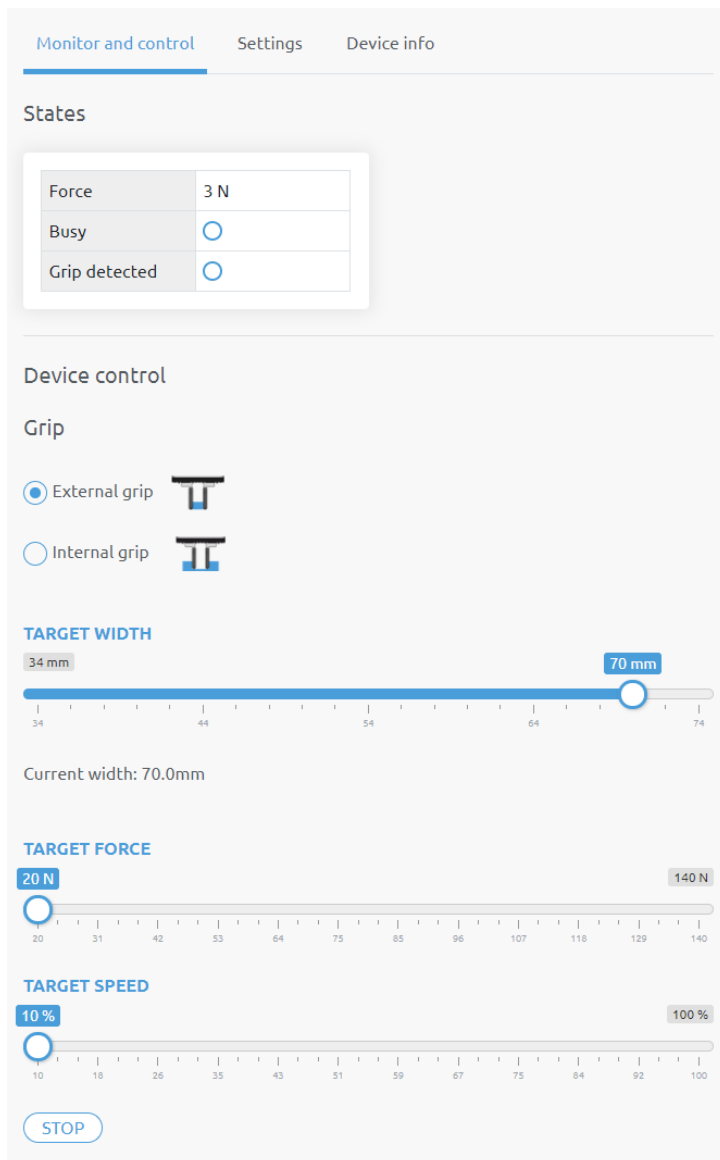 Monitor and control Settings Device info
States
Force 3 N
Busy
Grip detected
Device control
Grip
External grip
Internal grip
TARGET WIDTH
34 mm 70 mm
34 44 54 64 74
Current width: 70.0mm
TARGET FORCE
20 N 140 N
20 31 42 53 64 75 85 96 107 118 129 140
TARGET SPEED
10 % 100 %
10 18 26 35 43 51 59 67 75 84 92 100
STOP